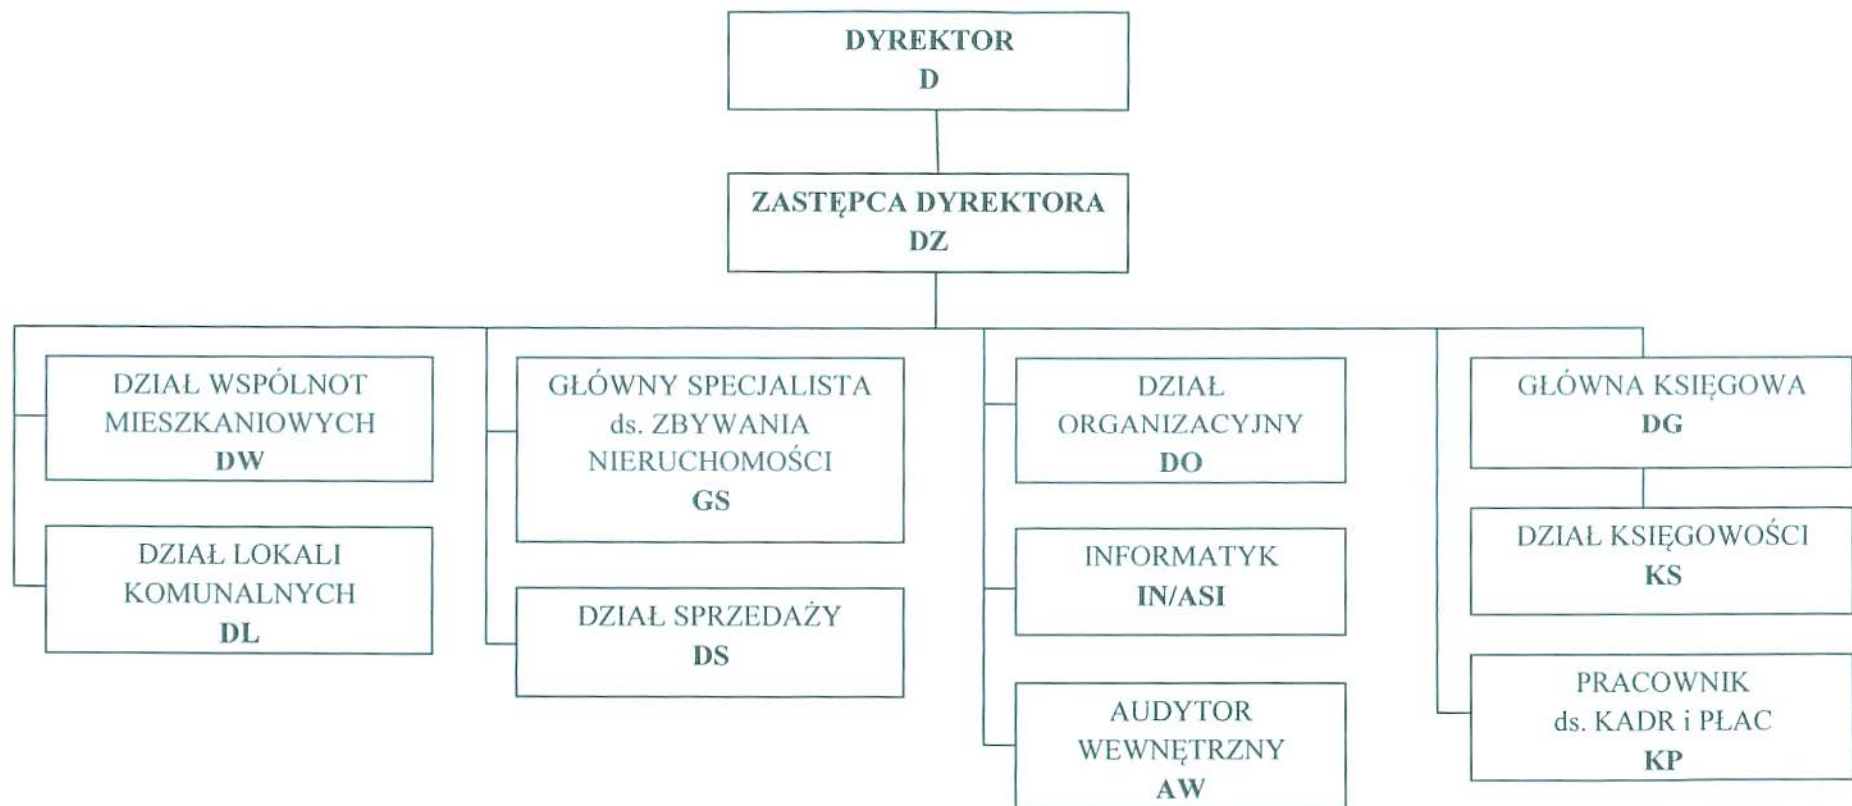 DYREKTOR
D
ZASTĘPCA DYREKTORA
DZ
DZIAŁ WSPÓLNOT
MIESZKANIOWYCH
DW
DZIAŁ LOKALI
KOMUNALNYCH
DL
GŁÓWNY SPECJALISTA
ds. ZBYWANIA
NIERUCHOMOŚCI
GS
DZIAŁ SPRZEDAŻY
DS
DZIAŁ
ORGANIZACYJNY
DO
INFORMATYK
IN/ASI
AUDYTOR
WEWNĘTRZNY
AW
GŁÓWNA KSIĘGOWA
DG
DZIAŁ KSIĘGOWOŚCI
KS
PRACOWNIK
ds. KADR i PŁAC
KP